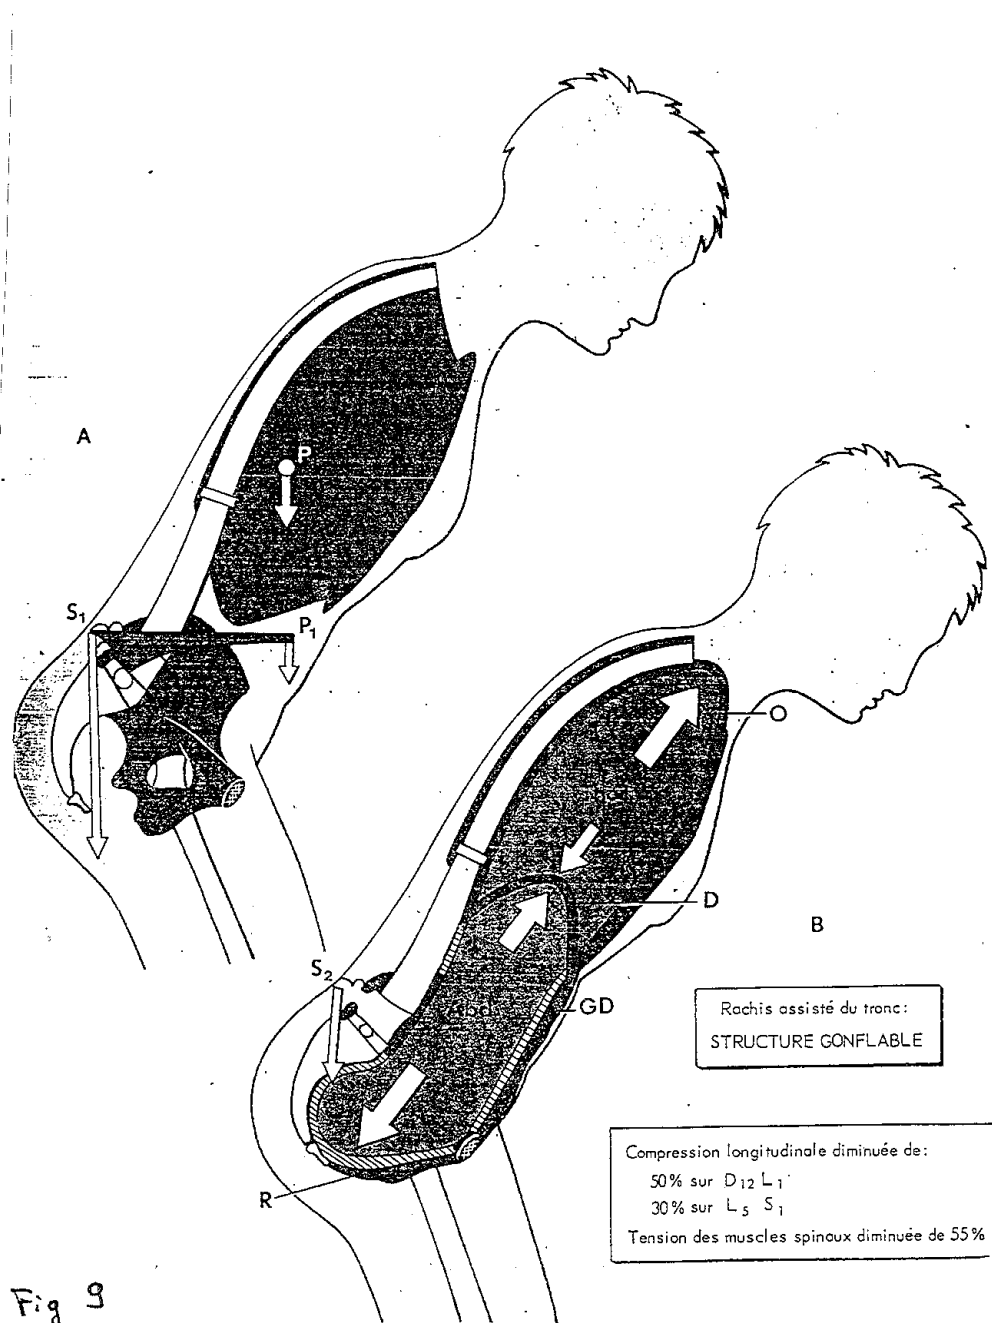 A
P
S₁
P₁
O
D
B
S₂
Abd
GD
Rachis assisté du tronc:
STRUCTURE GONFLABLE
Compression longitudinale diminuée de:
50% sur D₁₂ L₁
30% sur L₅ S₁
Tension des muscles spinaux diminuée de 55%
R
Fig 9